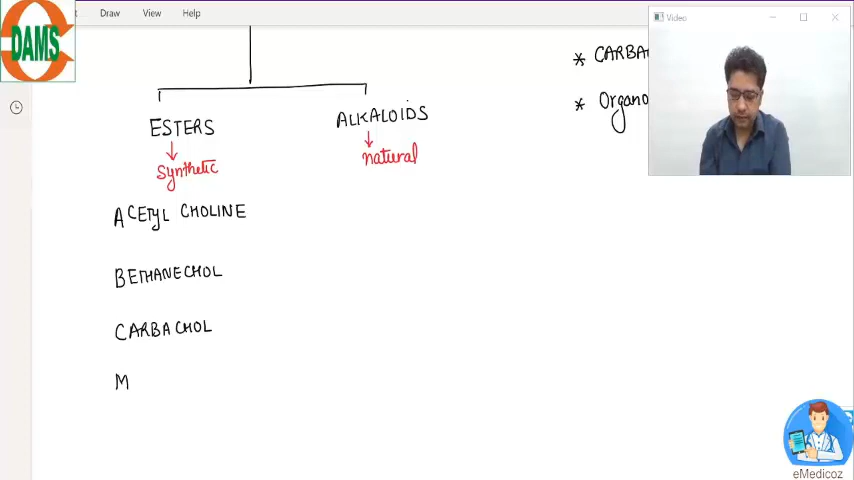 Draw View Help
Video
DAMS
* CARBA
* Organo
ESTERS
ALKALOIDS
Synthetic
natural
ACETYL CHOLINE
BETHANECHOL
CARBACHOL
M
eMedicoz